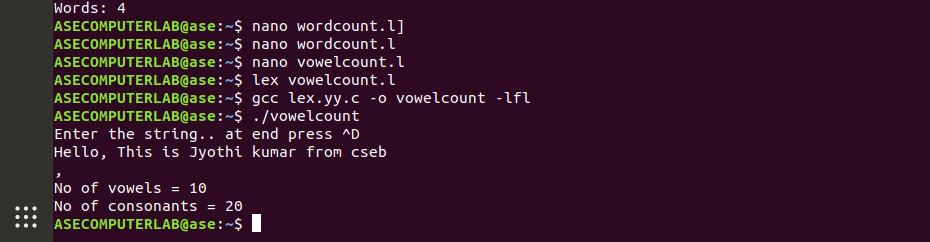 Words: 4
ASECOMPUTERLAB@ase:~$ nano wordcount.l]
ASECOMPUTERLAB@ase:~$ nano wordcount.l
ASECOMPUTERLAB@ase:~$ nano vowelcount.l
ASECOMPUTERLAB@ase:~$ lex vowelcount.l
ASECOMPUTERLAB@ase:~$ gcc lex.yy.c -o vowelcount -lfl
ASECOMPUTERLAB@ase:~$ ./vowelcount
Enter the string.. at end press ^D
Hello, This is Jyothi kumar from cseb
,
No of vowels = 10
No of consonants = 20
ASECOMPUTERLAB@ase:~$